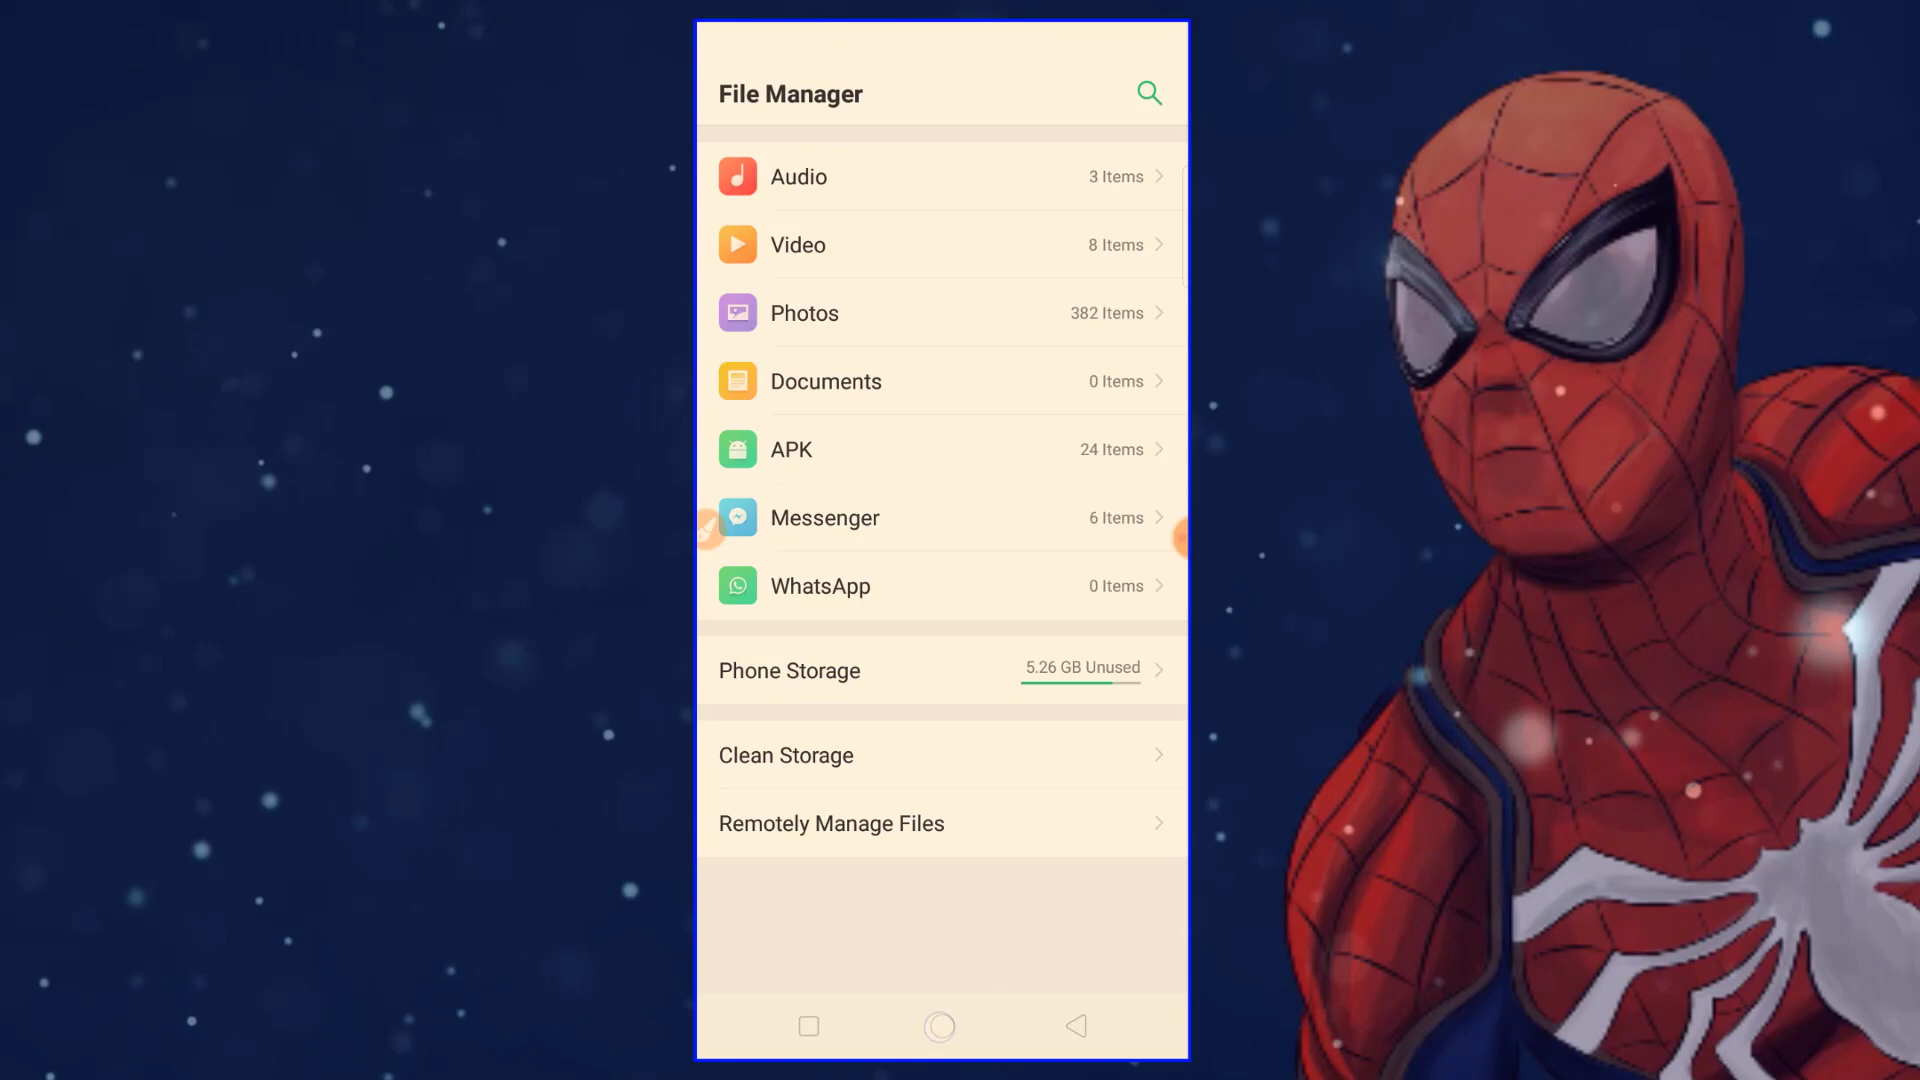 File Manager
Audio 3 Items
Video 8 Items
Photos 382 Items
Documents 0 Items
APK 24 Items
Messenger 6 Items
WhatsApp 0 Items
Phone Storage 5.26 GB Unused
Clean Storage
Remotely Manage Files